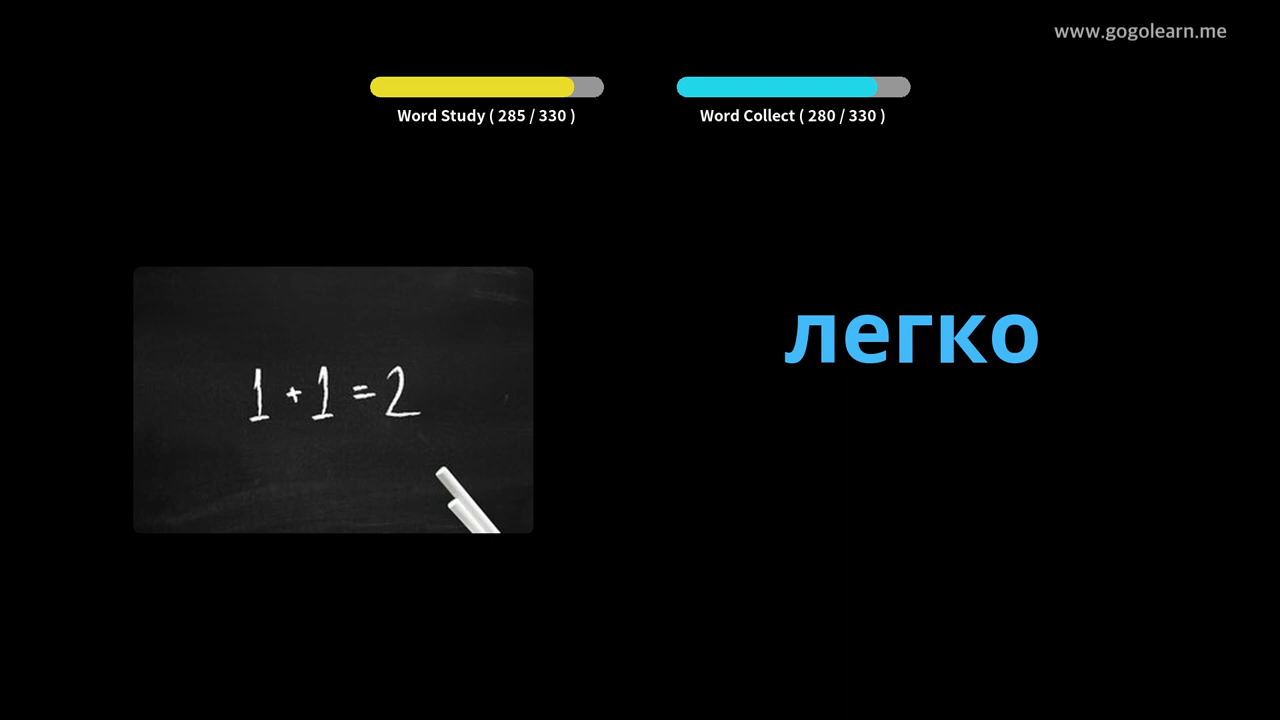 www.gogolearn.me
Word Study ( 285 / 330 )
Word Collect ( 280 / 330 )
1 + 1 = 2
легко